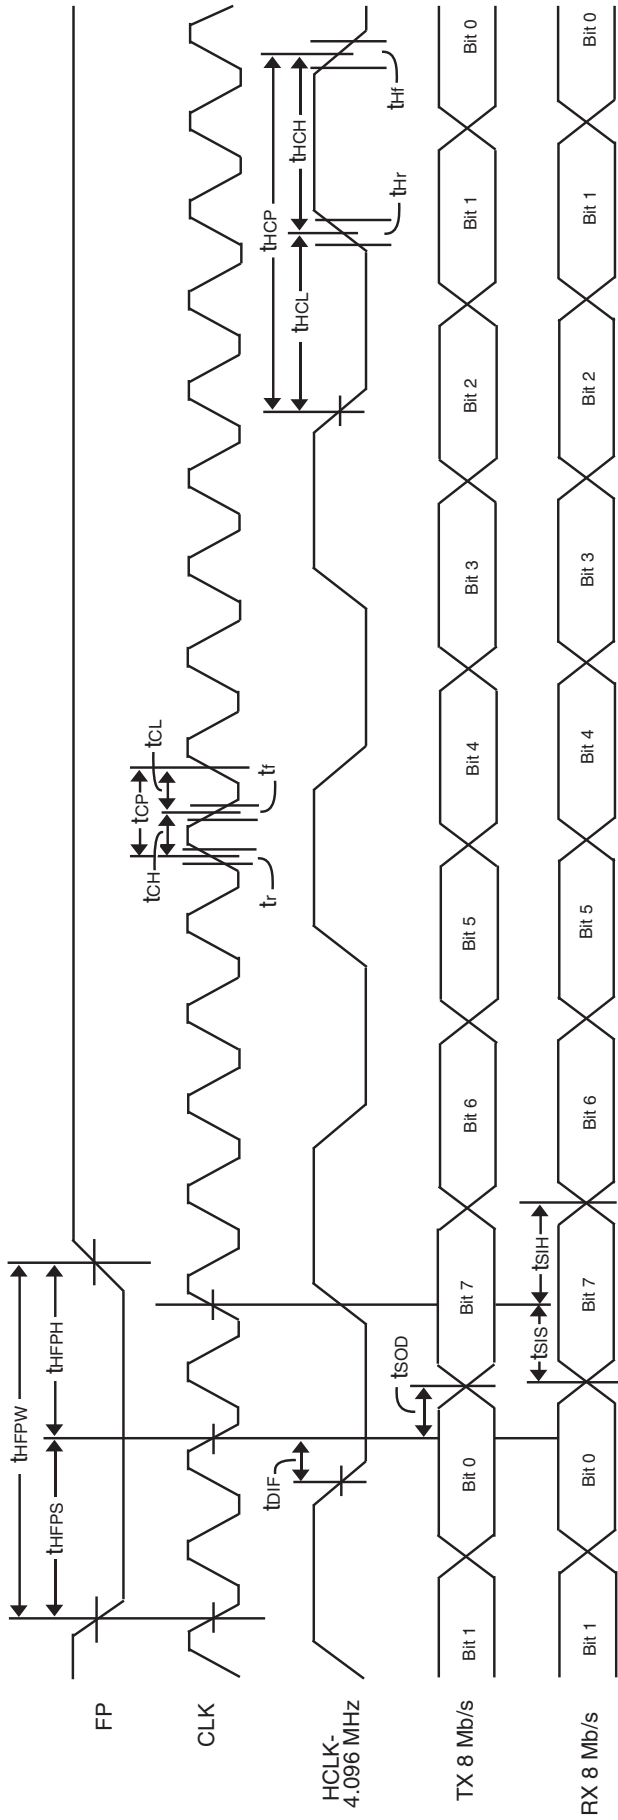 tHFPW
tHFPS
tHFPH
FP
tCP
tCH
tCL
CLK
tr
tf
tHCP
tDIF
tHCL
tHCH
HCLK-
4.096 MHz
tHr
tHf
tSOD
TX 8 Mb/s
Bit 1
Bit 0
Bit 7
Bit 6
Bit 5
Bit 4
Bit 3
Bit 2
Bit 1
Bit 0
tSIS
tSIH
RX 8 Mb/s
Bit 1
Bit 0
Bit 7
Bit 6
Bit 5
Bit 4
Bit 3
Bit 2
Bit 1
Bit 0